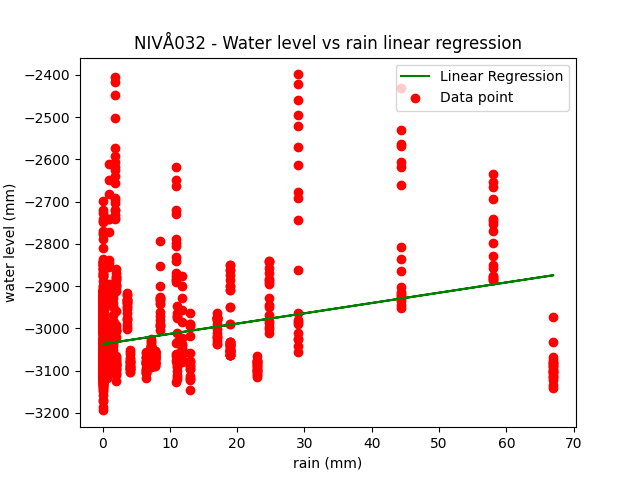 NIVÅ032 - Water level vs rain linear regression
Linear Regression
Data point
water level (mm)
−2400
−2500
−2600
−2700
−2800
−2900
−3000
−3100
−3200
0 10 20 30 40 50 60 70
rain (mm)